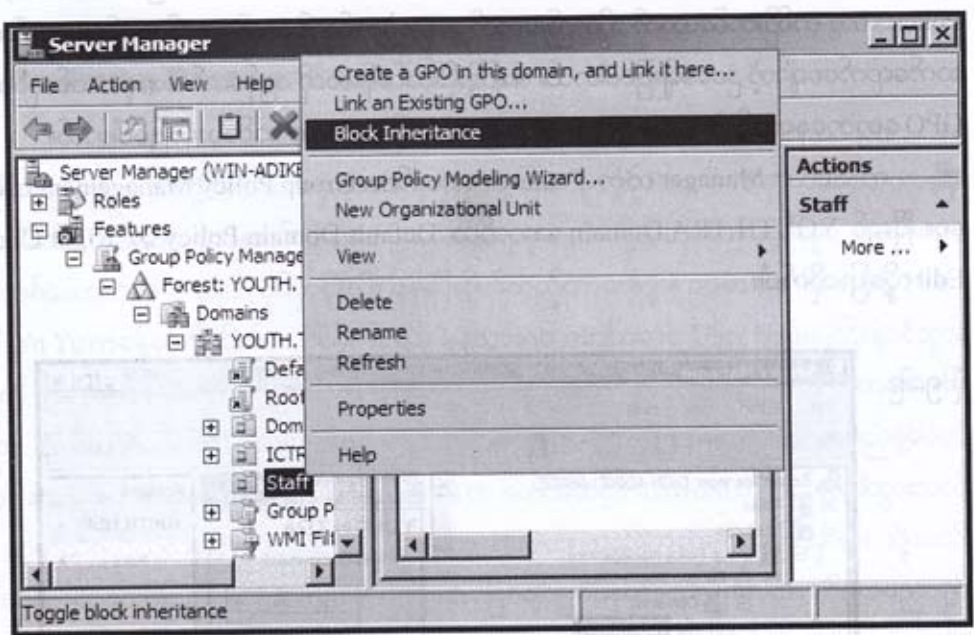 Server Manager
File Action View Help
Server Manager (WIN-ADIKE
Roles
Features
Group Policy Manage
Forest: YOUTH.T
Domains
YOUTH.T
Defa
Root
Dom
ICTR
Staff
Group P
WMI Filt
Create a GPO in this domain, and Link it here...
Link an Existing GPO...
Block Inheritance
Group Policy Modeling Wizard...
New Organizational Unit
View
Delete
Rename
Refresh
Properties
Help
Actions
Staff
More ...
Toggle block inheritance